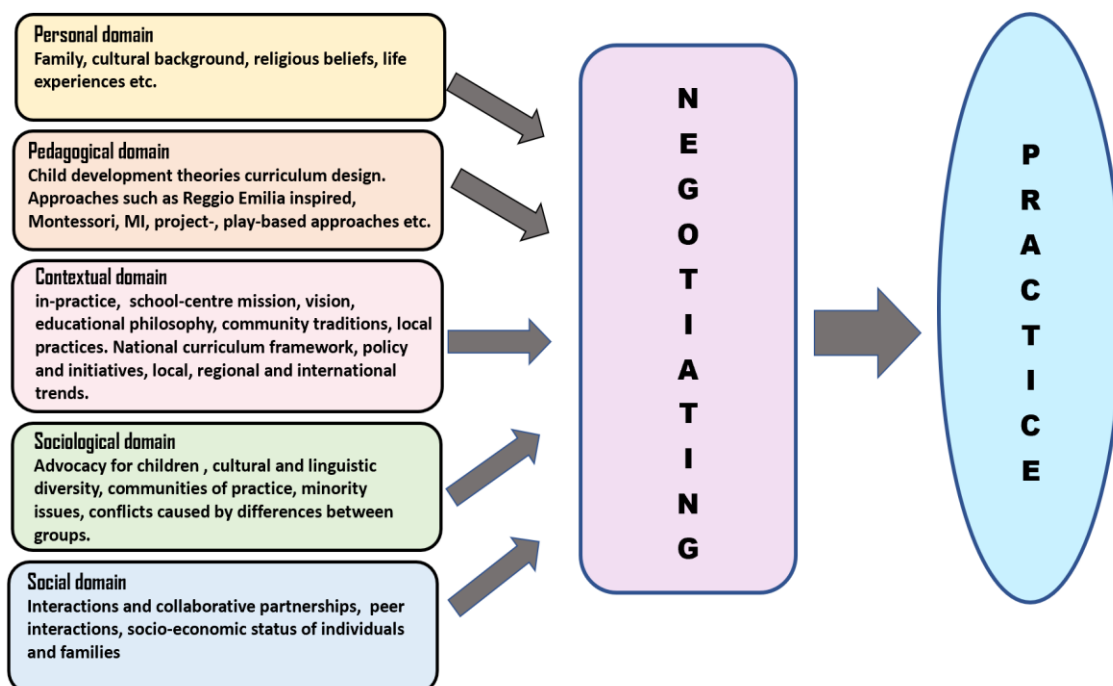 Personal domain
Family, cultural background, religious beliefs, life
experiences etc.
Pedagogical domain
Child development theories curriculum design.
Approaches such as Reggio Emilia inspired,
Montessori, MI, project-, play-based approaches etc.
Contextual domain
in-practice, school-centre mission, vision,
educational philosophy, community traditions, local
practices. National curriculum framework, policy
and initiatives, local, regional and international
trends.
Sociological domain
Advocacy for children , cultural and linguistic
diversity, communities of practice, minority
issues, conflicts caused by differences between
groups.
Social domain
Interactions and collaborative partnerships, peer
interactions, socio-economic status of individuals
and families
NEGOTIATING
PRACTICE